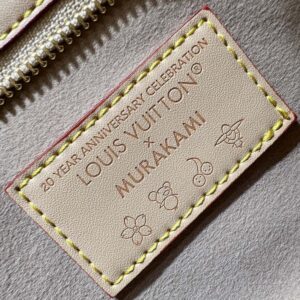 20 YEAR ANNIVERSARY CELEBRATION
LOUIS VUITTON®
×
MURAKAMi